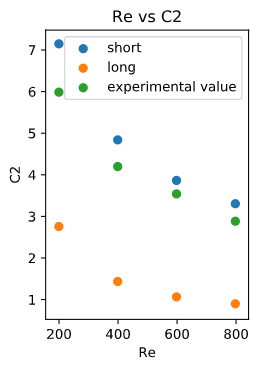 Re vs C2
short
long
experimental value
7
6
5
4
3
2
1
C2
200 400 600 800
Re